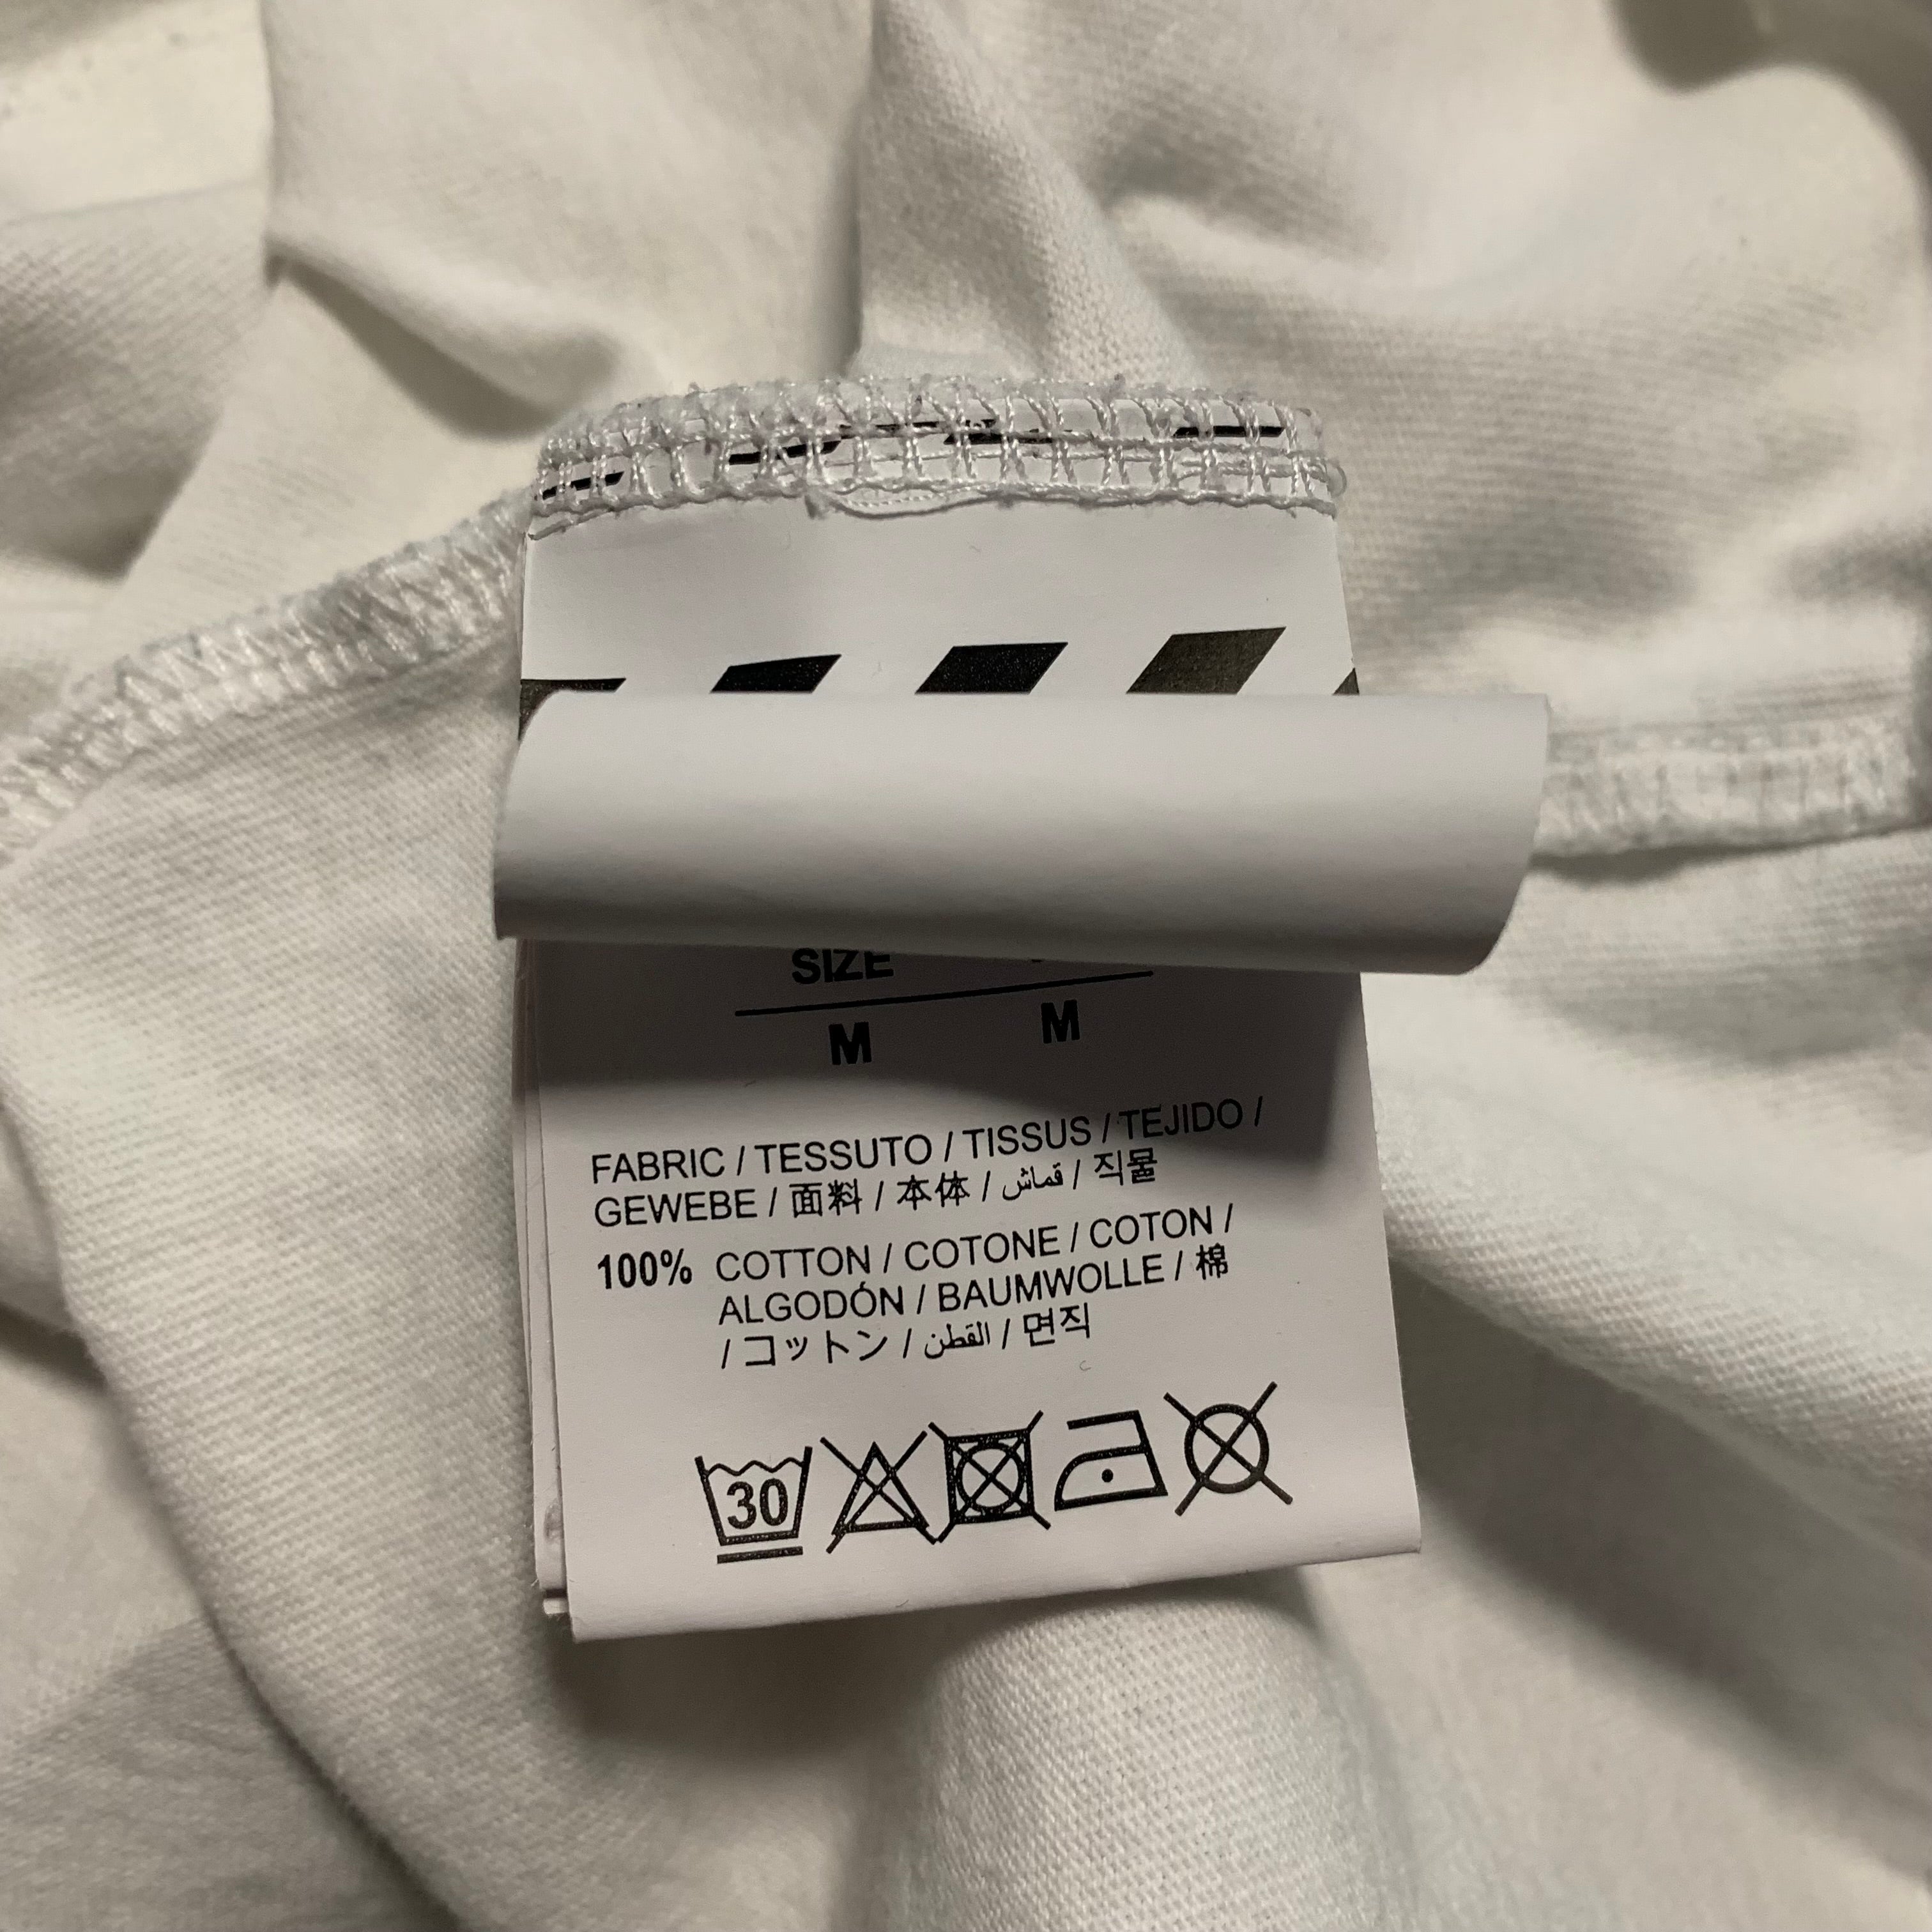 SIZE
M M
FABRIC / TESSUTO / TISSUS / TEJIDO /
GEWEBE / 面料 / 本体 / قماش / 직물
100% COTTON / COTONE / COTON /
ALGODÓN / BAUMWOLLE / 棉
/ コットン / القطن / 면직
30